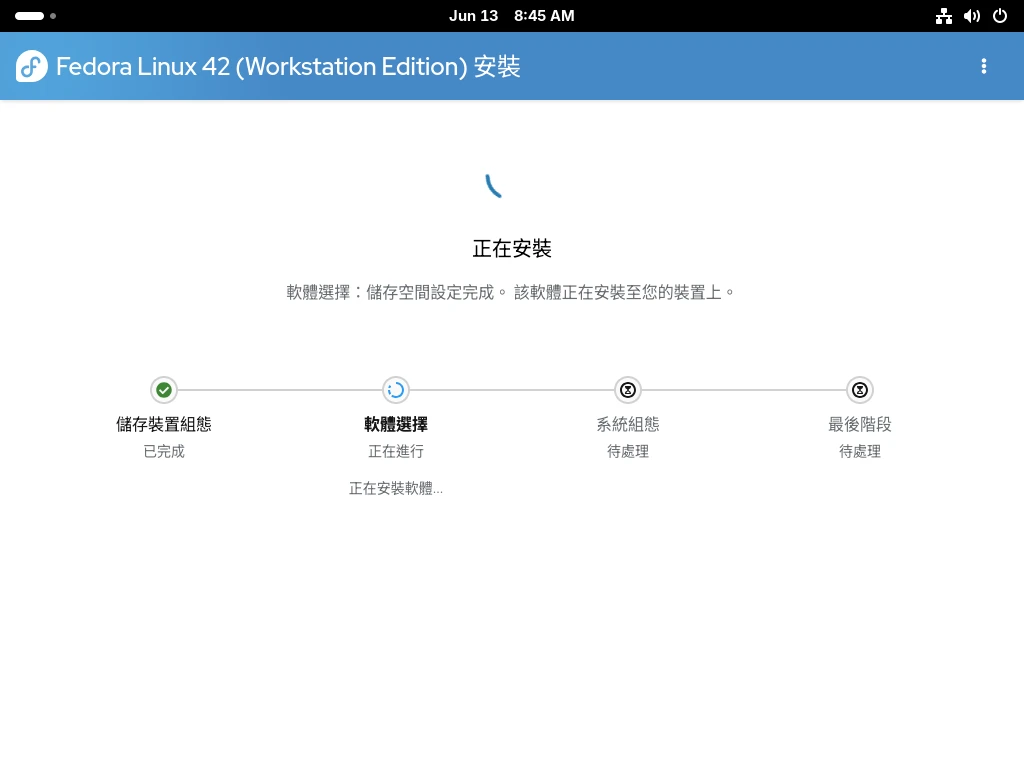 Jun 13 8:45 AM
Fedora Linux 42 (Workstation Edition) 安裝
正在安裝
軟體選擇：儲存空間設定完成。 該軟體正在安裝至您的裝置上。
儲存裝置組態 軟體選擇 系統組態 最後階段
已完成 正在進行 待處理 待處理
正在安裝軟體...